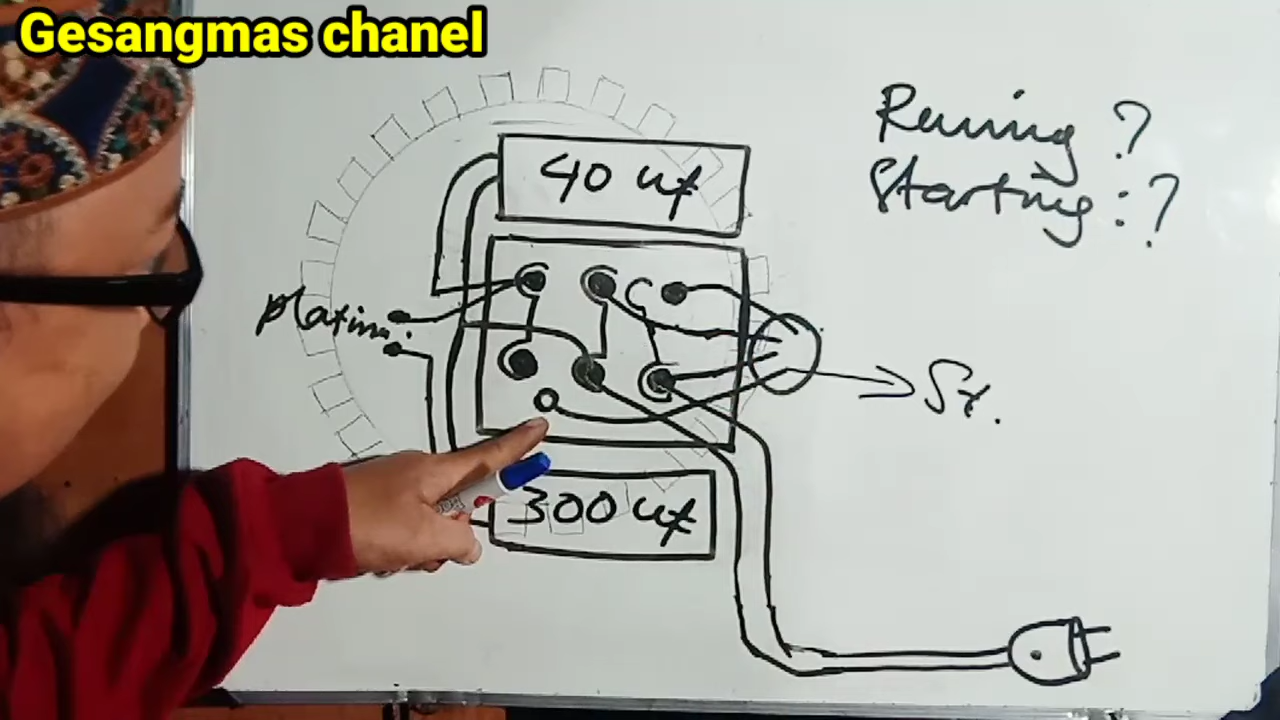 Gesangmas chanel
Runing ?
Starting : ?
40 uf
platina:
St.
300 uf